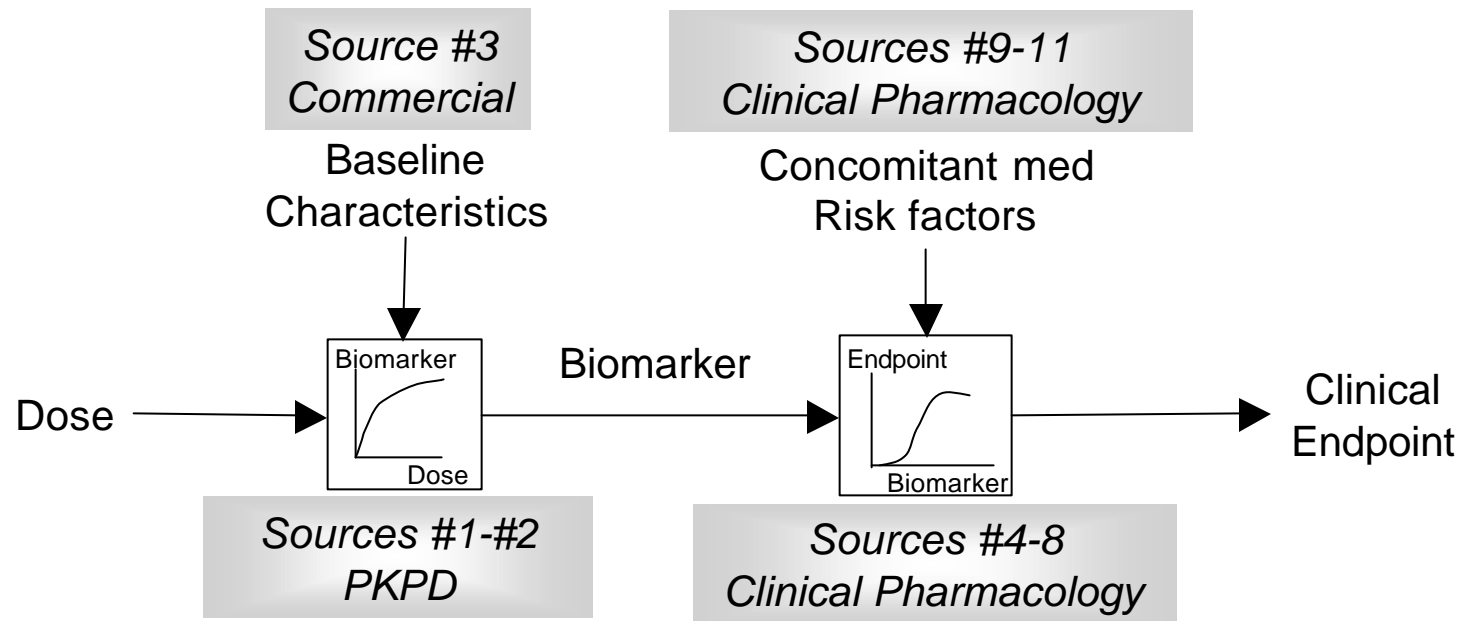 Source #3
Commercial
Sources #9-11
Clinical Pharmacology
Baseline
Characteristics
Concomitant med
Risk factors
Dose
Biomarker
Dose
Biomarker
Endpoint
Biomarker
Clinical
Endpoint
Sources #1-#2
PKPD
Sources #4-8
Clinical Pharmacology